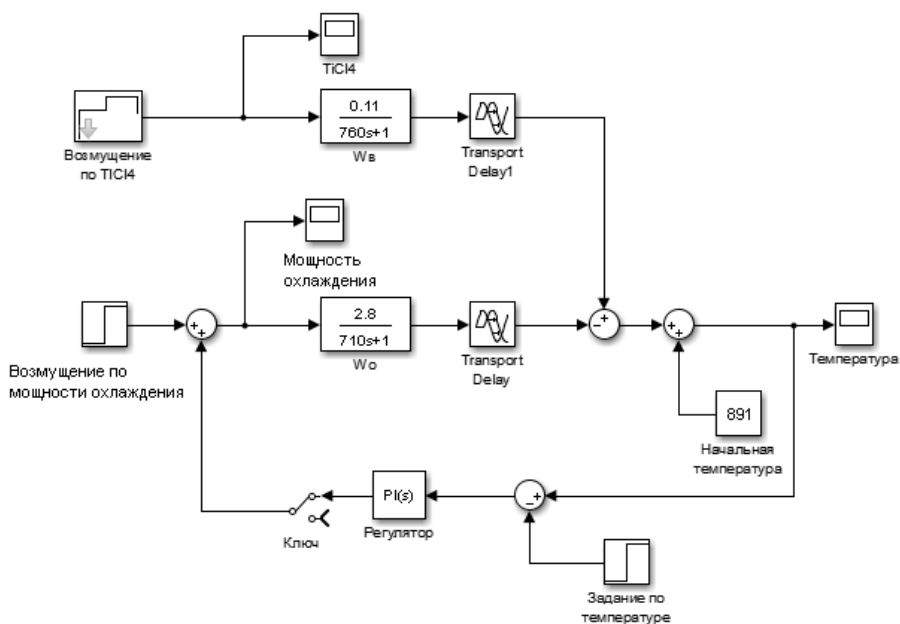 TiCl4
0.11
760s+1
Wв
Transport
Delay1
Возмущение
по TICl4
Мощность
охлаждения
2.8
710s+1
Wо
Transport
Delay
Возмущение по
мощности охлаждения
Температура
891
Начальная
температура
PI(s)
Регулятор
Ключ
Задание по
температуре